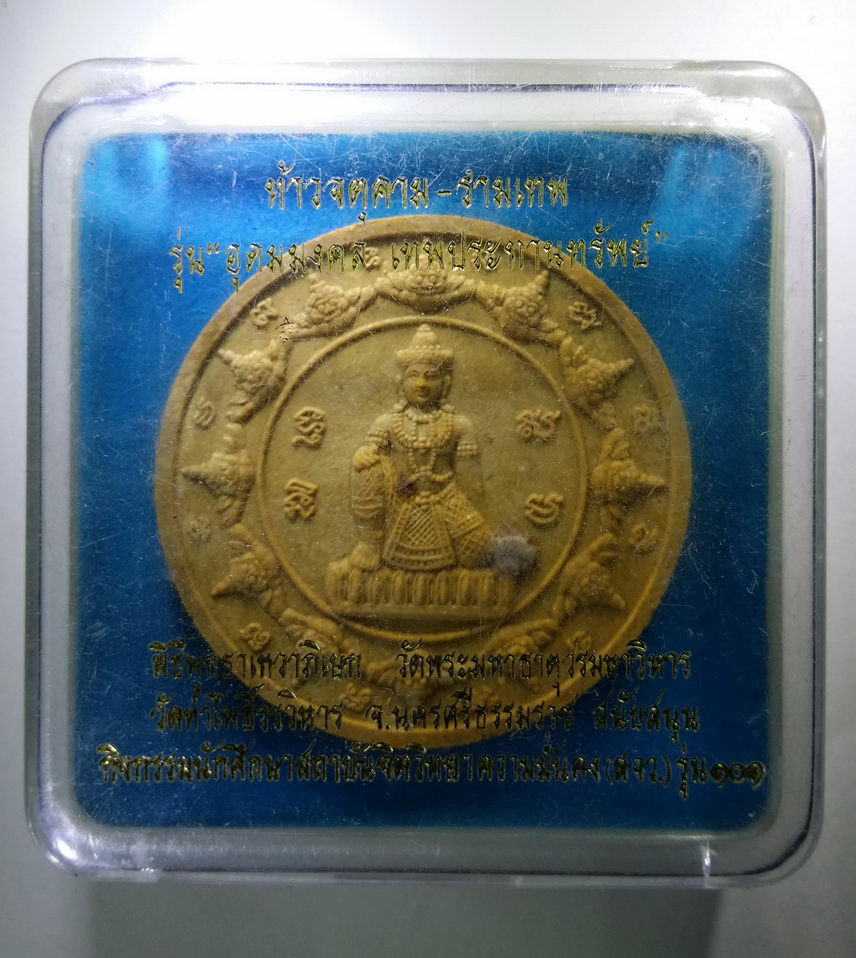 ท้าวจตุคาม-รามเทพ
รุ่น "อุดมมงคล เทพประทานทรัพย์"
พิธีพุทธาเทวาภิเษก วัดพระมหาธาตุวรมหาวิหาร
วัดท่าโพธิ์วรวิหาร จ.นครศรีธรรมราช สนับสนุน
กิจกรรมนักศึกษาสถาบันจิตวิทยาความมั่นคง (สจว.) รุ่น ๑๐๑